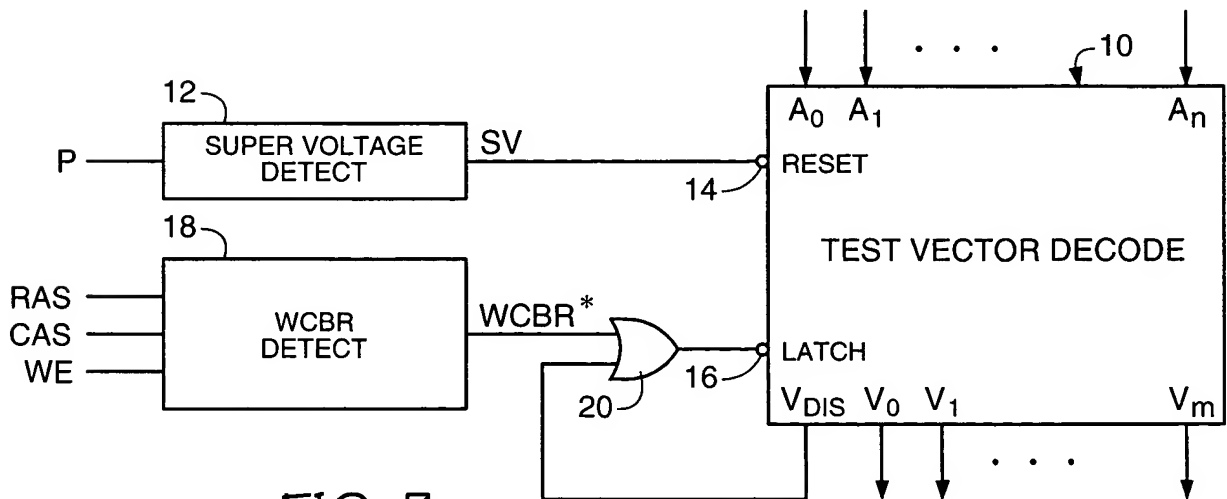 10
A₀ A₁ . . . Aₙ
12
SUPER VOLTAGE
DETECT
P
SV
14
RESET
TEST VECTOR DECODE
18
RAS
CAS
WE
WCBR
DETECT
WCBR*
20
16
LATCH
V_DIS V₀ V₁ . . . Vₘ